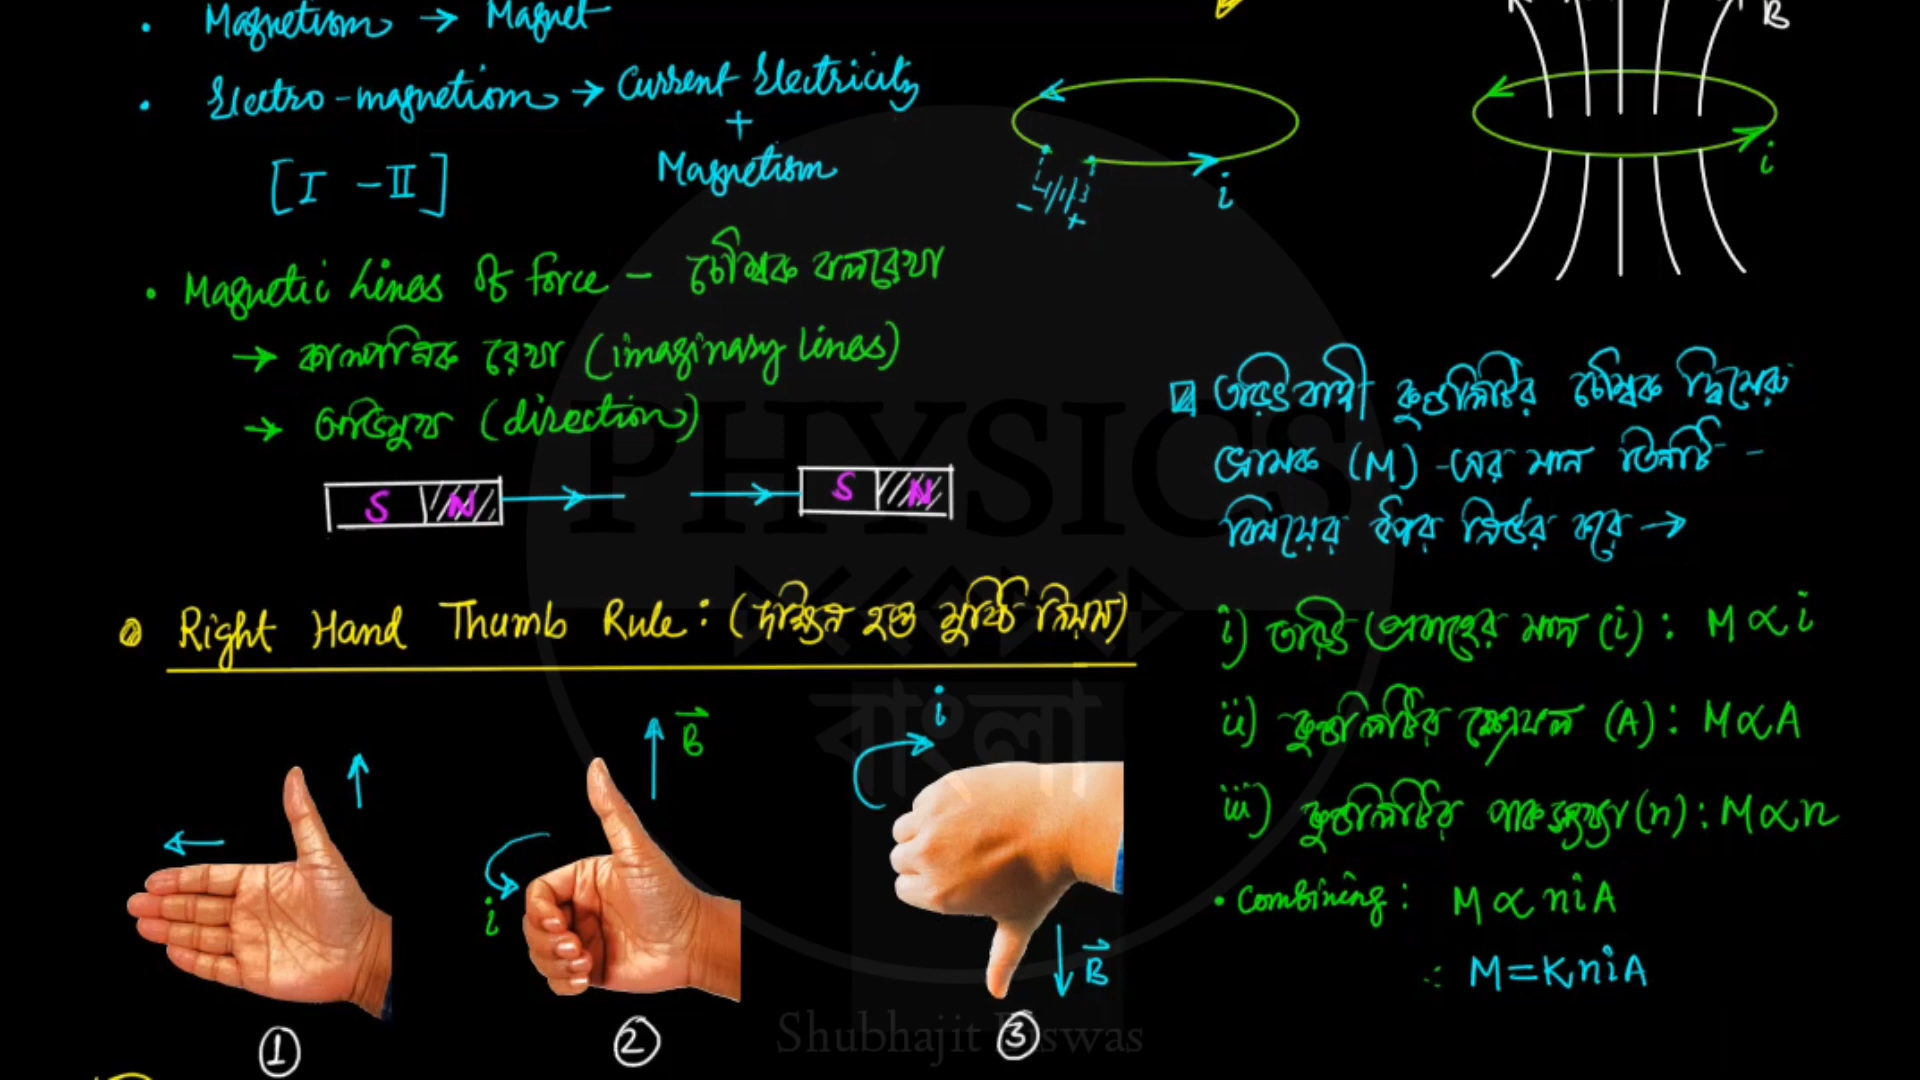 • Magnetism → Magnet
• Electro-magnetism → Current Electricity
+
Magnetism
[I - II]
• Magnetic Lines of force - চৌম্বক বলরেখা
→ কাল্পনিক রেখা (imaginary lines)
→ অভিমুখ (direction)
S N
S N
Right Hand Thumb Rule: (দক্ষিণ হস্ত মুষ্টি নিয়ম)
B
i
i
B
① ② ③
i
- +
B
i
তড়িৎবাহী কুণ্ডলিটির চৌম্বক দ্বিমেরু
ভ্রামক (M) -এর মান তিনটি -
বিষয়ের উপর নির্ভর করে →
i) তড়িৎ প্রবাহের মান (i) : M ∝ i
ii) কুণ্ডলিটির ক্ষেত্রফল (A) : M ∝ A
iii) কুণ্ডলিটির পাকসংখ্যা (n) : M ∝ n
• Combining : M ∝ niA
∴ M = KniA
PHYSICS
বাংলা
Shubhajit Biswas